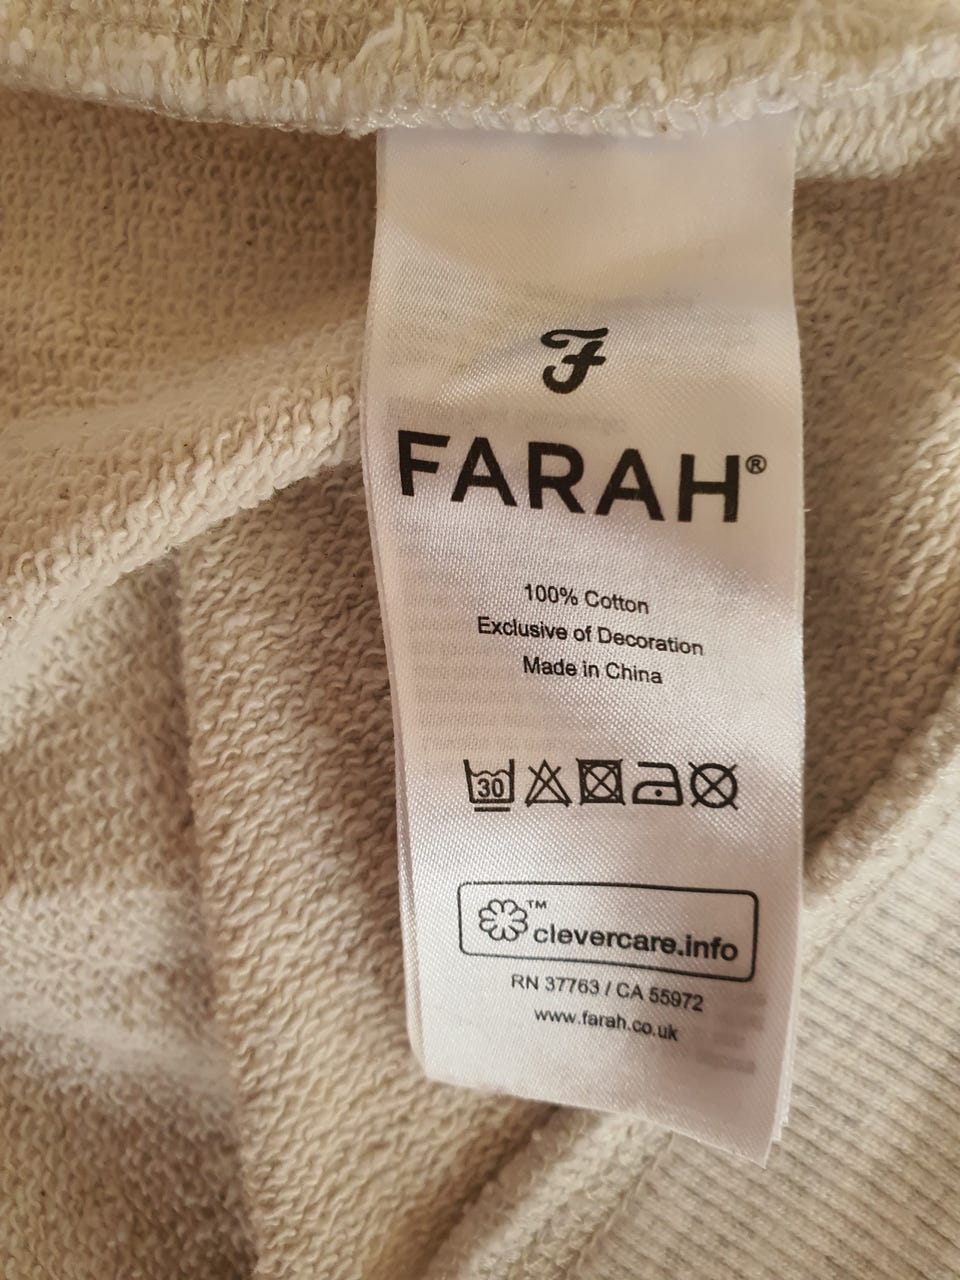 F
FARAH®
100% Cotton
Exclusive of Decoration
Made in China
30
™
clevercare.info
RN 37763 / CA 55972
www.farah.co.uk